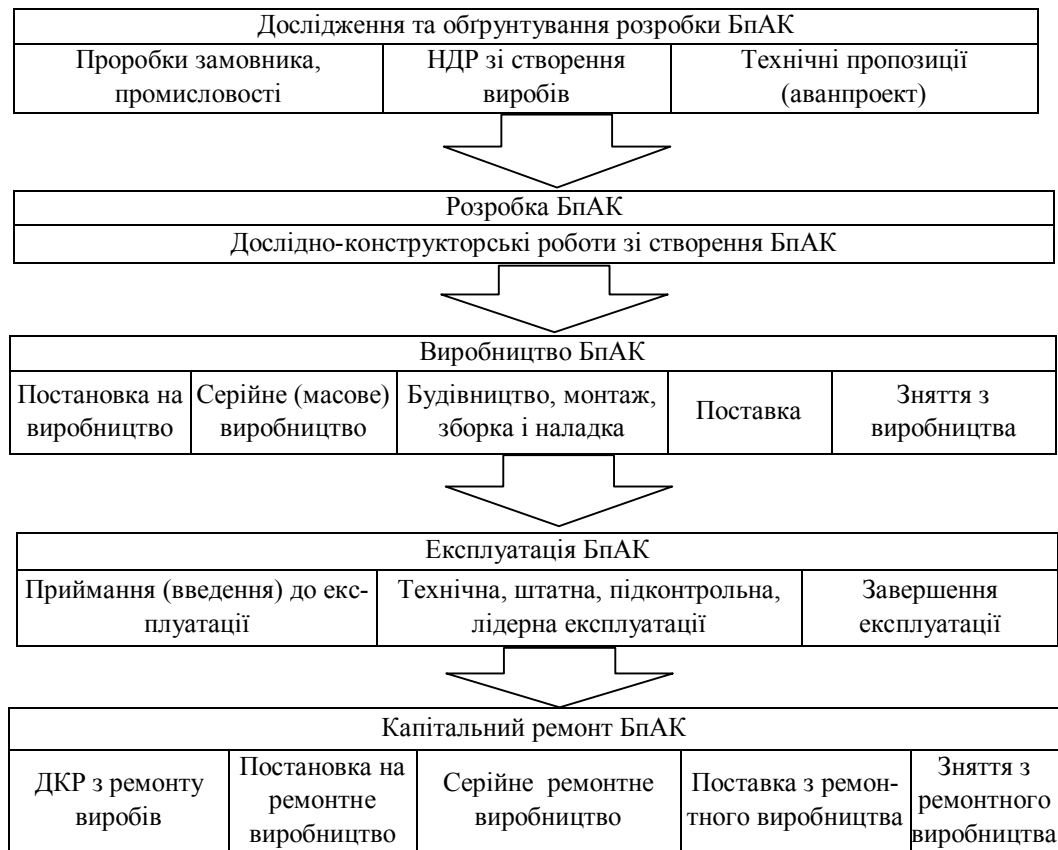 Дослідження та обґрунтування розробки БпАК
Проробки замовника,
промисловості
НДР зі створення
виробів
Технічні пропозиції
(аванпроект)
Розробка БпАК
Дослідно-конструкторські роботи зі створення БпАК
Виробництво БпАК
Постановка на
виробництво
Серійне (масове)
виробництво
Будівництво, монтаж,
зборка і наладка
Поставка
Зняття з
виробництва
Експлуатація БпАК
Приймання (введення) до екс-
плуатації
Технічна, штатна, підконтрольна,
лідерна експлуатації
Завершення
експлуатації
Капітальний ремонт БпАК
ДКР з ремонту
виробів
Постановка на
ремонтне
виробництво
Серійне ремонтне
виробництво
Поставка з ремон-
тного виробництва
Зняття з
ремонтного
виробництва